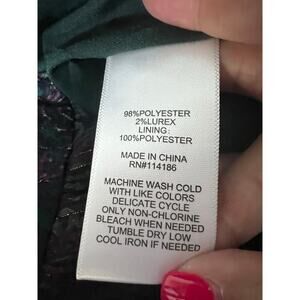 98%POLYESTER
2%LUREX
LINING:
100%POLYESTER
MADE IN CHINA
RN#114186
MACHINE WASH COLD
WITH LIKE COLORS
DELICATE CYCLE
ONLY NON-CHLORINE
BLEACH WHEN NEEDED
TUMBLE DRY LOW
COOL IRON IF NEEDED